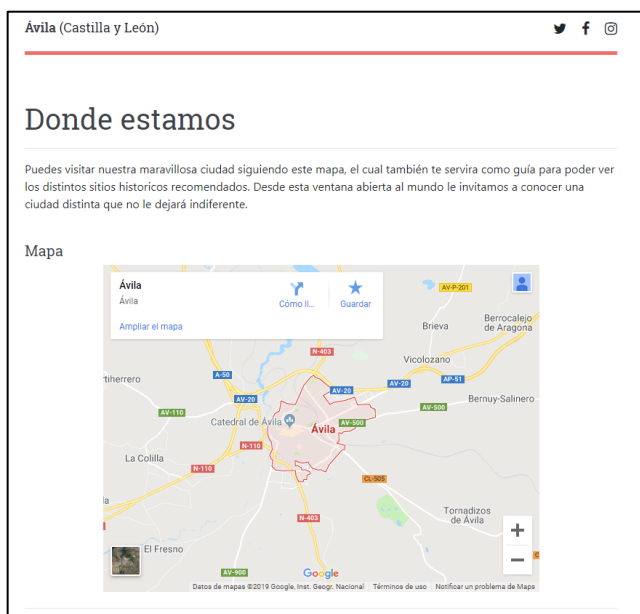 Ávila (Castilla y León)
Donde estamos
Puedes visitar nuestra maravillosa ciudad siguiendo este mapa, el cual también te servira como guía para poder ver
los distintos sitios historicos recomendados. Desde esta ventana abierta al mundo le invitamos a conocer una
ciudad distinta que no le dejará indiferente.
Mapa
Ávila
Ávila
Cómo ll...
Guardar
Ampliar el mapa
AV-P-201
Berrocalejo
de Aragona
Brieva
N-403
Vicolozano
A-50
AV-20
AP-51
rtiherrero
AV-20
AV-20
Bernuy-Salinero
AV-110
AV-500
Catedral de Ávila
AV-500
Ávila
N-110
La Colilla
N-110
CL-505
N-403
Tornadizos
de Ávila
El Fresno
AV-900
Google
Datos de mapas ©2019 Google, Inst. Geogr. Nacional
Términos de uso
Notificar un problema de Maps